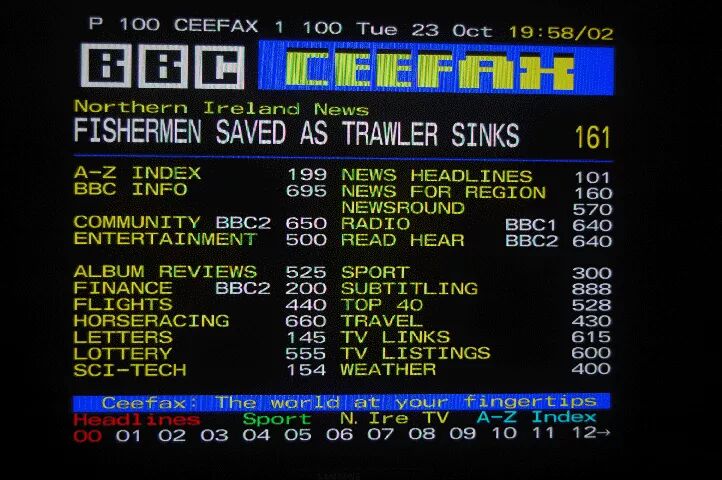 P 100 CEEFAX 1 100 Tue 23 Oct 19:58/02
BBC CEEFAX
Northern Ireland News
FISHERMEN SAVED AS TRAWLER SINKS 161
A-Z INDEX 199 NEWS HEADLINES 101
BBC INFO 695 NEWS FOR REGION 160
NEWSROUND 570
COMMUNITY BBC2 650 RADIO BBC1 640
ENTERTAINMENT 500 READ HEAR BBC2 640
ALBUM REVIEWS 525 SPORT 300
FINANCE BBC2 200 SUBTITLING 888
FLIGHTS 440 TOP 40 528
HORSERACING 660 TRAVEL 430
LETTERS 145 TV LINKS 615
LOTTERY 555 TV LISTINGS 600
SCI-TECH 154 WEATHER 400
Ceefax: The world at your fingertips
Headlines Sport N. Ire TV A-Z Index
00 01 02 03 04 05 06 07 08 09 10 11 12→